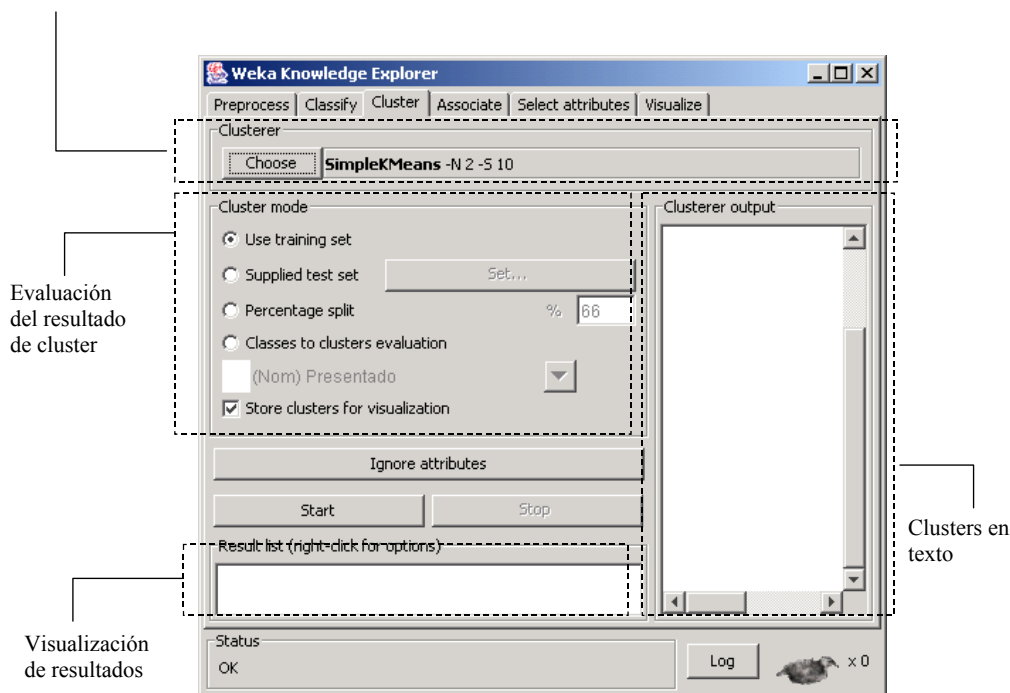 Weka Knowledge Explorer
Preprocess Classify Cluster Associate Select attributes Visualize
Clusterer
Choose SimpleKMeans -N 2 -S 10
Cluster mode
Use training set
Supplied test set Set...
Percentage split % 66
Classes to clusters evaluation
(Nom) Presentado
Store clusters for visualization
Ignore attributes
Start Stop
Result list (right-click for options)
Clusterer output
Status
OK
Log x 0
Evaluación
del resultado
de cluster
Visualización
de resultados
Clusters en
texto